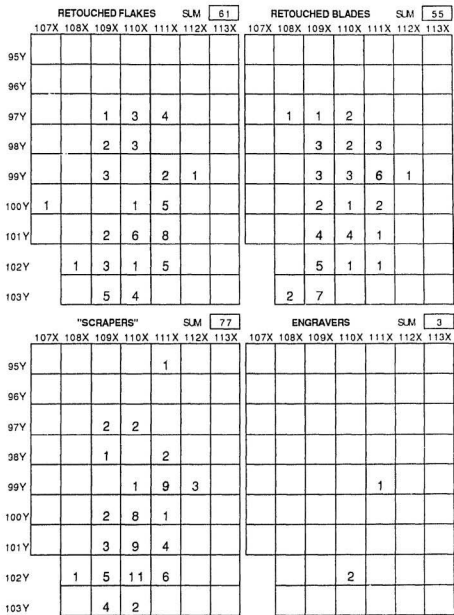 RETOUCHED FLAKES SUM 61 RETOUCHED BLADES SUM 55
107X 108X 109X 110X 111X 112X 113X 107X 108X 109X 110X 111X 112X 113X
95Y
96Y
97Y 1 3 4 1 1 2
98Y 2 3 3 2 3
99Y 3 2 1 3 3 6 1
100Y 1 1 5 2 1 2
101Y 2 6 8 4 4 1
102Y 1 3 1 5 5 1 1
103Y 5 4 2 7
"SCRAPERS" SUM 77 ENGRAVERS SUM 3
107X 108X 109X 110X 111X 112X 113X 107X 108X 109X 110X 111X 112X 113X
95Y 1
96Y
97Y 2 2
98Y 1 2
99Y 1 9 3 1
100Y 2 8 1
101Y 3 9 4
102Y 1 5 11 6 2
103Y 4 2